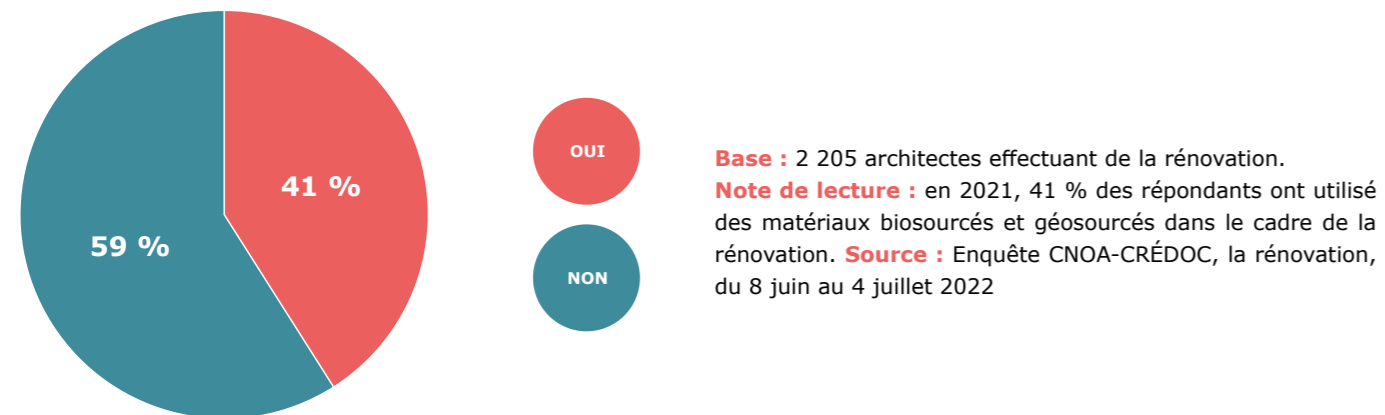 41 %
59 %
OUI
NON
Base : 2 205 architectes effectuant de la rénovation.
Note de lecture : en 2021, 41 % des répondants ont utilisé
des matériaux biosourcés et géosourcés dans le cadre de la
rénovation. Source : Enquête CNOA-CRÉDOC, la rénovation,
du 8 juin au 4 juillet 2022